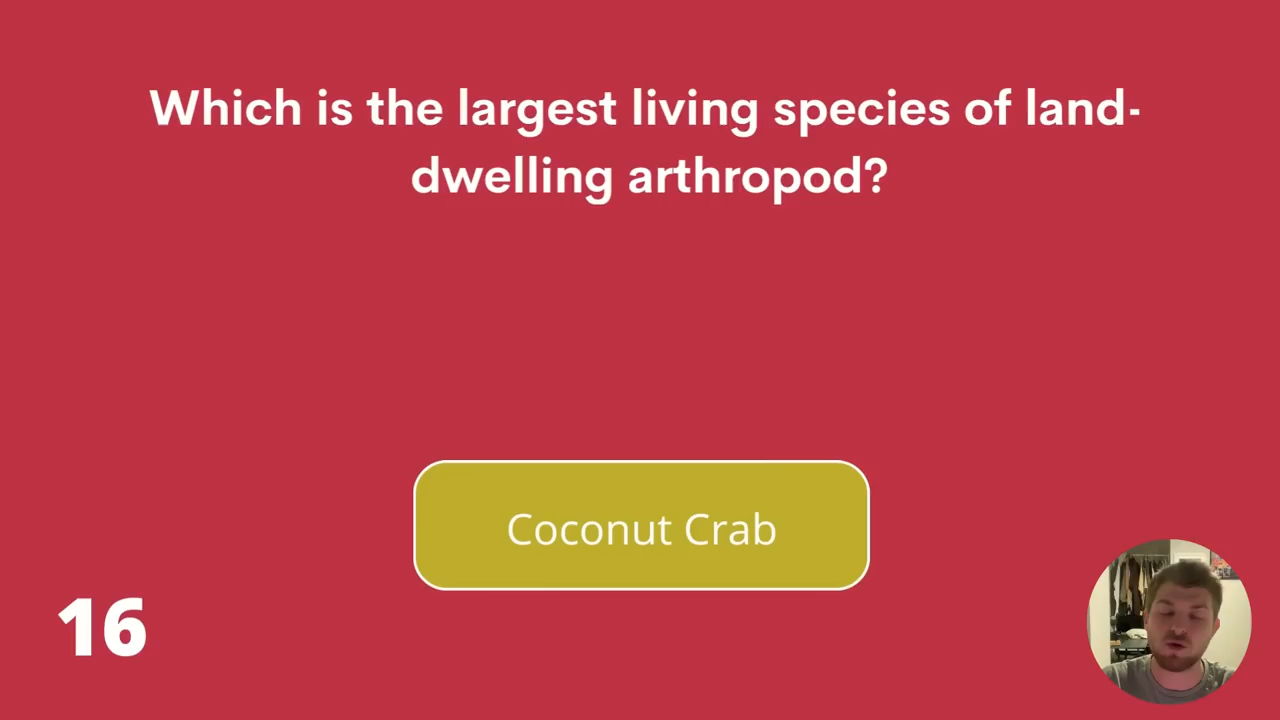 Which is the largest living species of land-
dwelling arthropod?
Coconut Crab
16